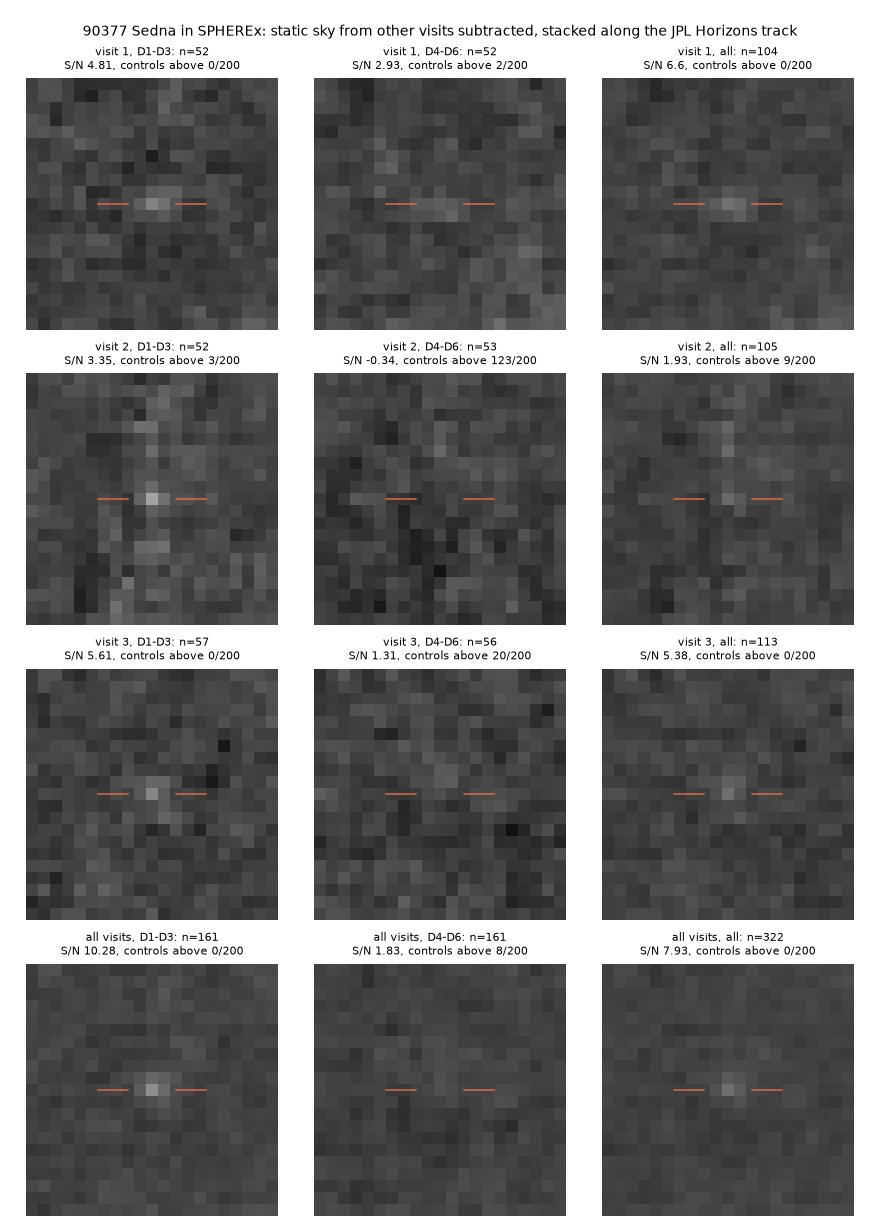 90377 Sedna in SPHEREx: static sky from other visits subtracted, stacked along the JPL Horizons track
visit 1, D1-D3: n=52
S/N 4.81, controls above 0/200
visit 1, D4-D6: n=52
S/N 2.93, controls above 2/200
visit 1, all: n=104
S/N 6.6, controls above 0/200
visit 2, D1-D3: n=52
S/N 3.35, controls above 3/200
visit 2, D4-D6: n=53
S/N -0.34, controls above 123/200
visit 2, all: n=105
S/N 1.93, controls above 9/200
visit 3, D1-D3: n=57
S/N 5.61, controls above 0/200
visit 3, D4-D6: n=56
S/N 1.31, controls above 20/200
visit 3, all: n=113
S/N 5.38, controls above 0/200
all visits, D1-D3: n=161
S/N 10.28, controls above 0/200
all visits, D4-D6: n=161
S/N 1.83, controls above 8/200
all visits, all: n=322
S/N 7.93, controls above 0/200